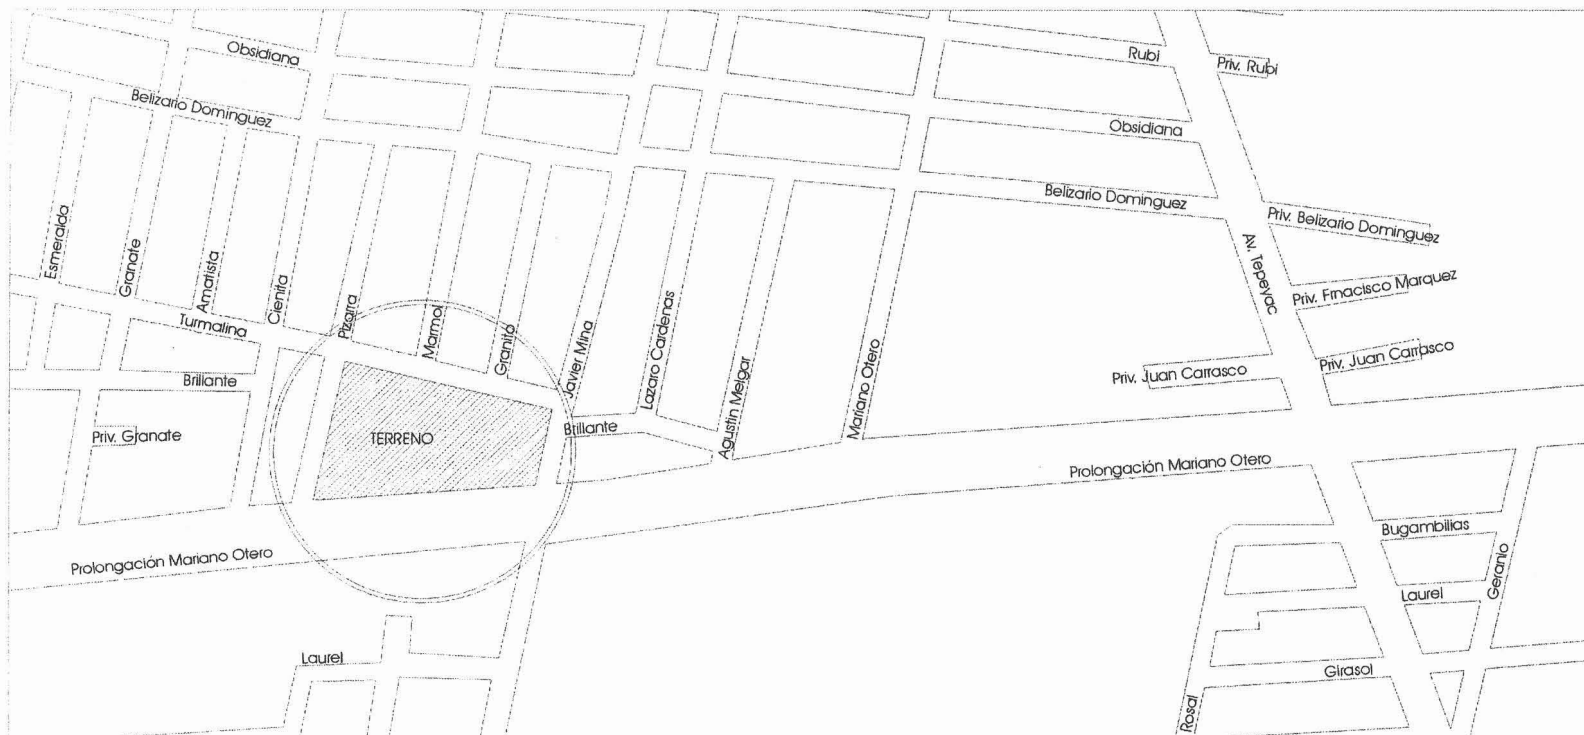 Obsidiana
Rubi
Priv. Rubi
Belizario Dominguez
Obsidiana
Belizario Dominguez
Priv. Belizario Dominguez
Esmeralda
Granate
Amatista
Cienita
Pizarra
Marmol
Granito
Javier Mina
Lazaro Cardenas
Agustin Melgar
Mariano Otero
Av. Tepeyac
Priv. Frnacisco Marquez
Turmalina
Priv. Juan Carrasco
Priv. Juan Carrasco
Brillante
Priv. Granate
TERRENO
Brillante
Prolongación Mariano Otero
Prolongación Mariano Otero
Bugambilias
Geranio
Laurel
Laurel
Girasol
Rosal